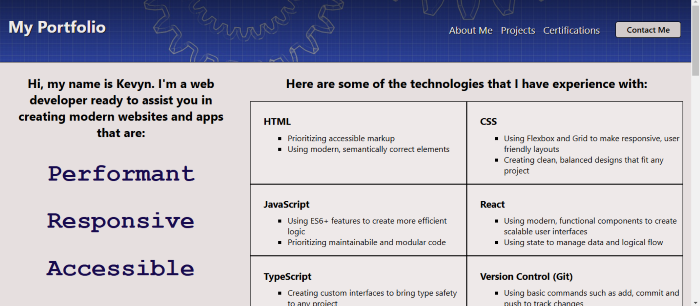 My Portfolio
About Me Projects Certifications Contact Me
Hi, my name is Kevyn. I'm a web
developer ready to assist you in
creating modern websites and apps
that are:
Performant
Responsive
Accessible
Here are some of the technologies that I have experience with:
HTML
Prioritizing accessible markup
Using modern, semantically correct elements
CSS
Using Flexbox and Grid to make responsive, user
friendly layouts
Creating clean, balanced designs that fit any
project
JavaScript
Using ES6+ features to create more efficient
logic
Prioritizing maintainabile and modular code
React
Using modern, functional components to create
scalable user interfaces
Using state to manage data and logical flow
TypeScript
Creating custom interfaces to bring type safety
to any project
Version Control (Git)
Using basic commands such as add, commit and
push to track changes